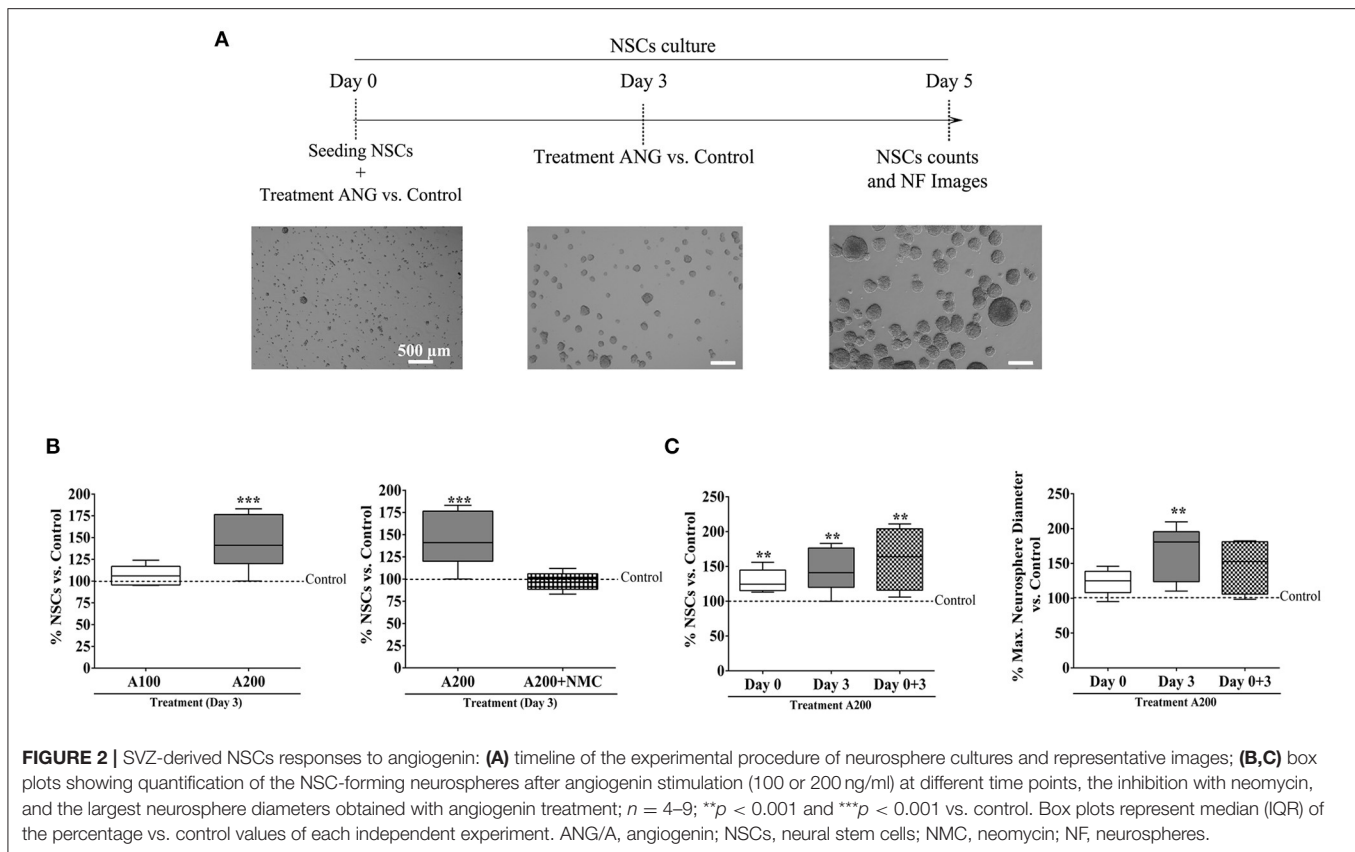 A
NSCs culture
Day 0 Day 3 Day 5
Seeding NSCs
+
Treatment ANG vs. Control
Treatment ANG vs. Control
NSCs counts
and NF Images
500 µm
B
% NSCs vs. Control
200
175
150
125
100
75
50
25
0
***
Control
A100 A200
Treatment (Day 3)
% NSCs vs. Control
200
175
150
125
100
75
50
25
0
***
Control
A200 A200+NMC
Treatment (Day 3)
C
% NSCs vs. Control
250
200
150
100
50
0
** ** **
Control
Day 0 Day 3 Day 0+3
Treatment A200
% Max. Neurosphere Diameter
vs. Control
250
200
150
100
50
0
**
Control
Day 0 Day 3 Day 0+3
Treatment A200
FIGURE 2 | SVZ-derived NSCs responses to angiogenin: (A) timeline of the experimental procedure of neurosphere cultures and representative images; (B,C) box
plots showing quantification of the NSC-forming neurospheres after angiogenin stimulation (100 or 200 ng/ml) at different time points, the inhibition with neomycin,
and the largest neurosphere diameters obtained with angiogenin treatment; n = 4–9; **p < 0.001 and ***p < 0.001 vs. control. Box plots represent median (IQR) of
the percentage vs. control values of each independent experiment. ANG/A, angiogenin; NSCs, neural stem cells; NMC, neomycin; NF, neurospheres.